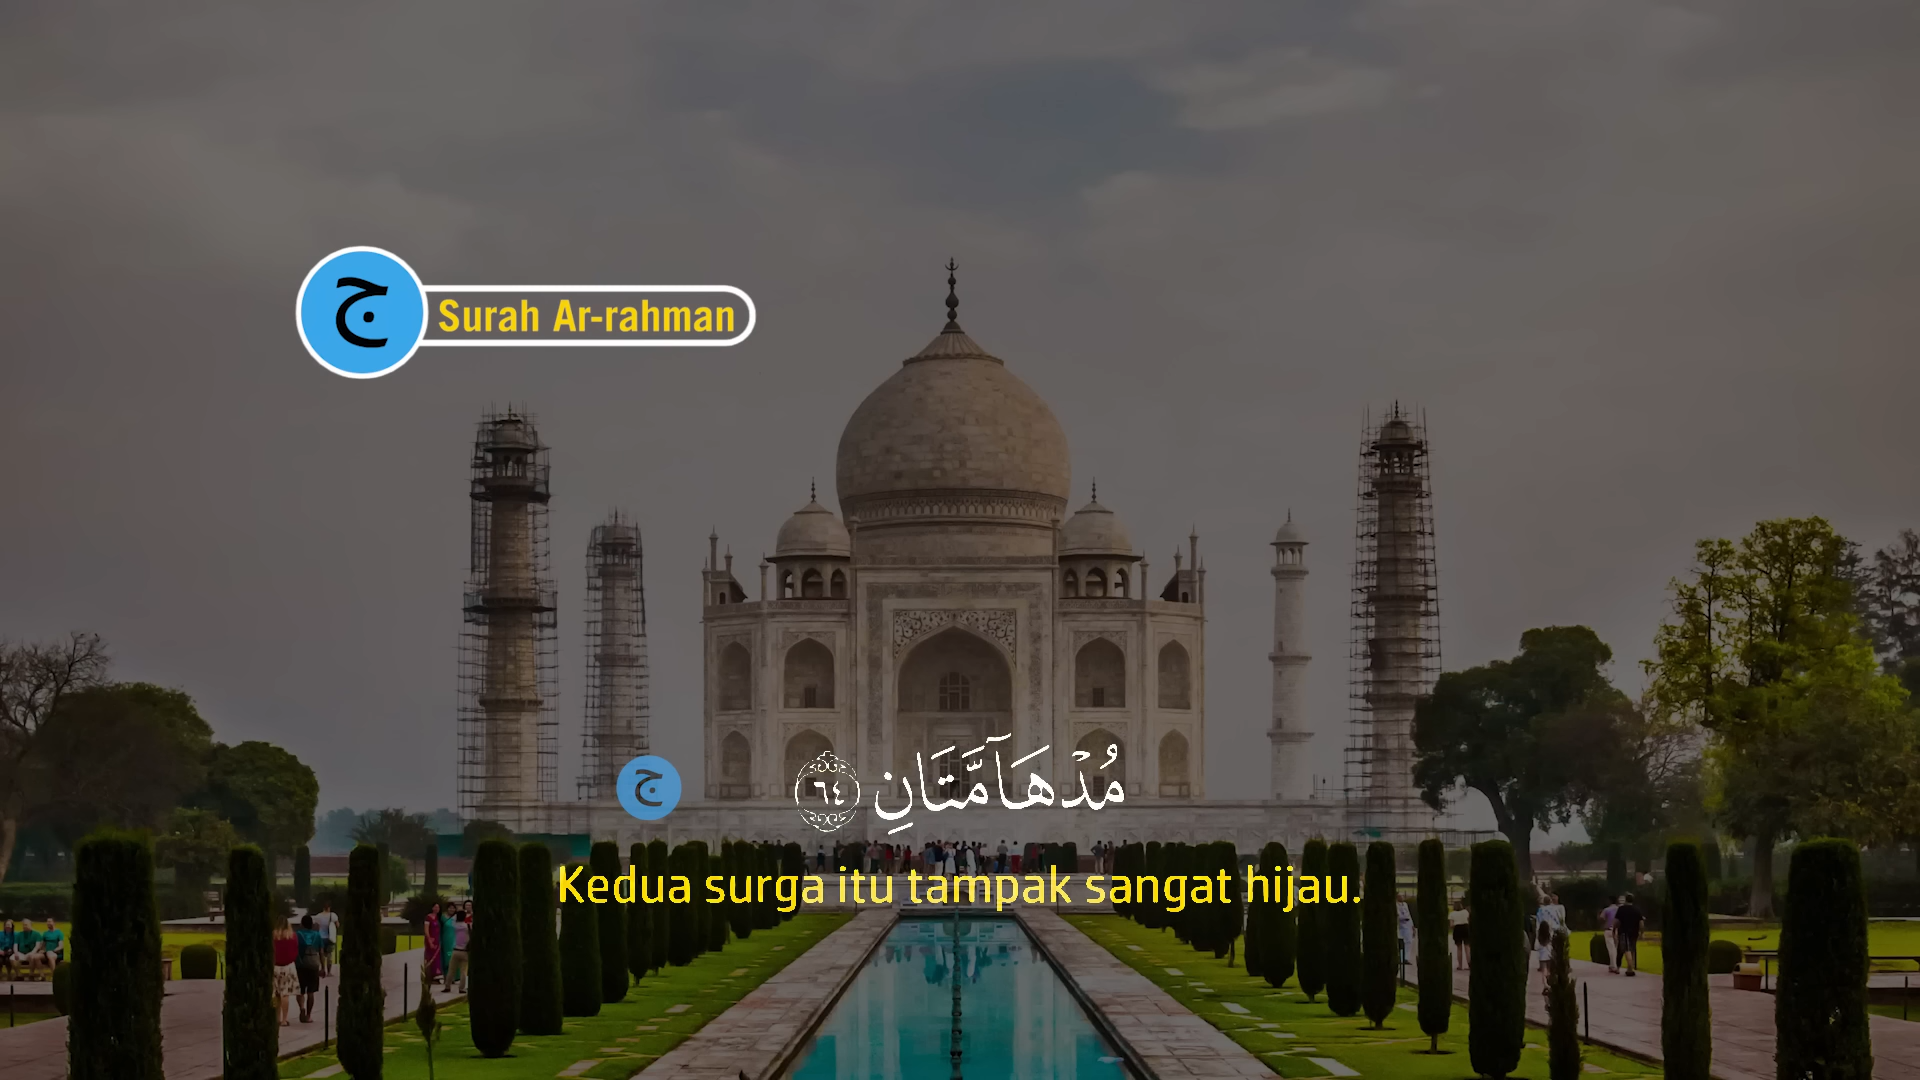 ج
Surah Ar-rahman
ج
مُدْهَآمَّتَانِ ٦٤
Kedua surga itu tampak sangat hijau.